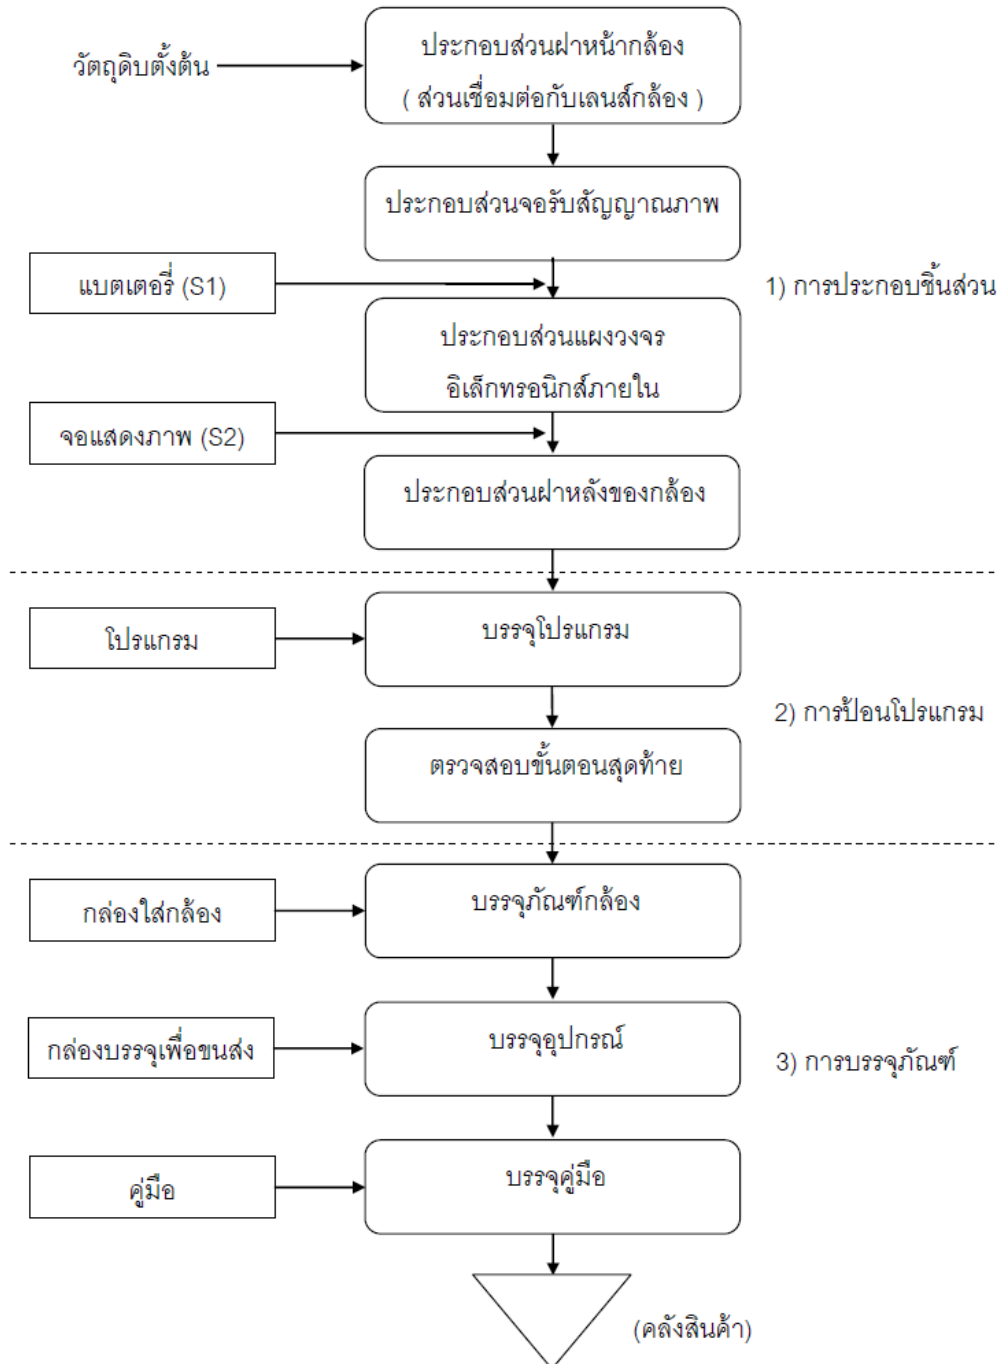 ประกอบส่วนฝาหน้ากล้อง
วัตถุดิบตั้งต้น
( ส่วนเชื่อมต่อกับเลนส์กล้อง )
ประกอบส่วนจอรับสัญญาณภาพ
แบตเตอรี่ (S1)
1) การประกอบชิ้นส่วน
ประกอบส่วนแผงวงจร
อิเล็กทรอนิกส์ภายใน
จอแสดงภาพ (S2)
ประกอบส่วนฝาหลังของกล้อง
โปรแกรม
บรรจุโปรแกรม
2) การป้อนโปรแกรม
ตรวจสอบขั้นตอนสุดท้าย
กล่องใส่กล้อง
บรรจุภัณฑ์กล้อง
กล่องบรรจุเพื่อขนส่ง
บรรจุอุปกรณ์
3) การบรรจุภัณฑ์
คู่มือ
บรรจุคู่มือ
(คลังสินค้า)